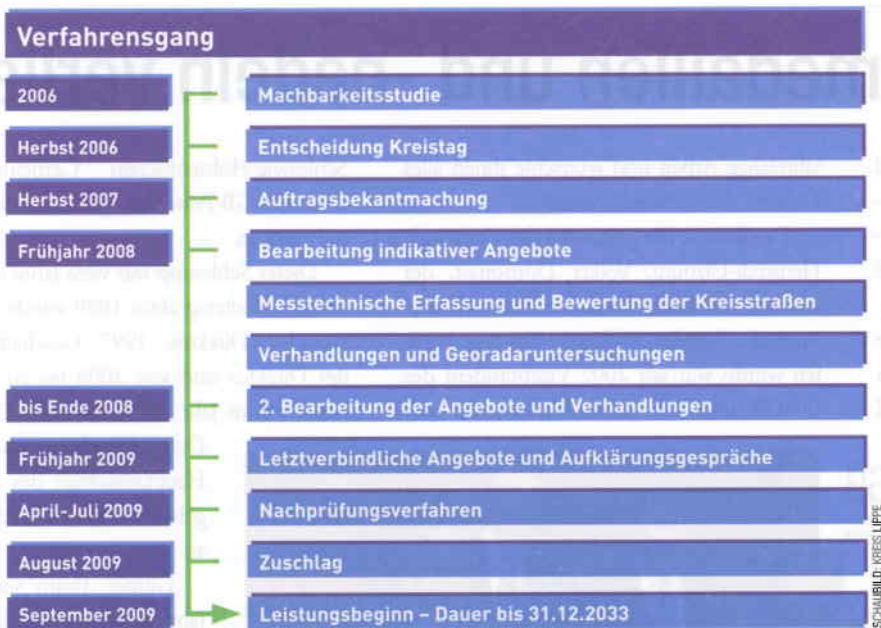 Verfahrensgang
2006 Machbarkeitsstudie
Herbst 2006 Entscheidung Kreistag
Herbst 2007 Auftragsbekantmachung
Frühjahr 2008 Bearbeitung indikativer Angebote
Messtechnische Erfassung und Bewertung der Kreisstraßen
Verhandlungen und Georadaruntersuchungen
bis Ende 2008 2. Bearbeitung der Angebote und Verhandlungen
Frühjahr 2009 Letztverbindliche Angebote und Aufklärungsgespräche
April-Juli 2009 Nachprüfungsverfahren
August 2009 Zuschlag
September 2009 Leistungsbeginn – Dauer bis 31.12.2033
SCHAUBILD: KREIS LIPPE